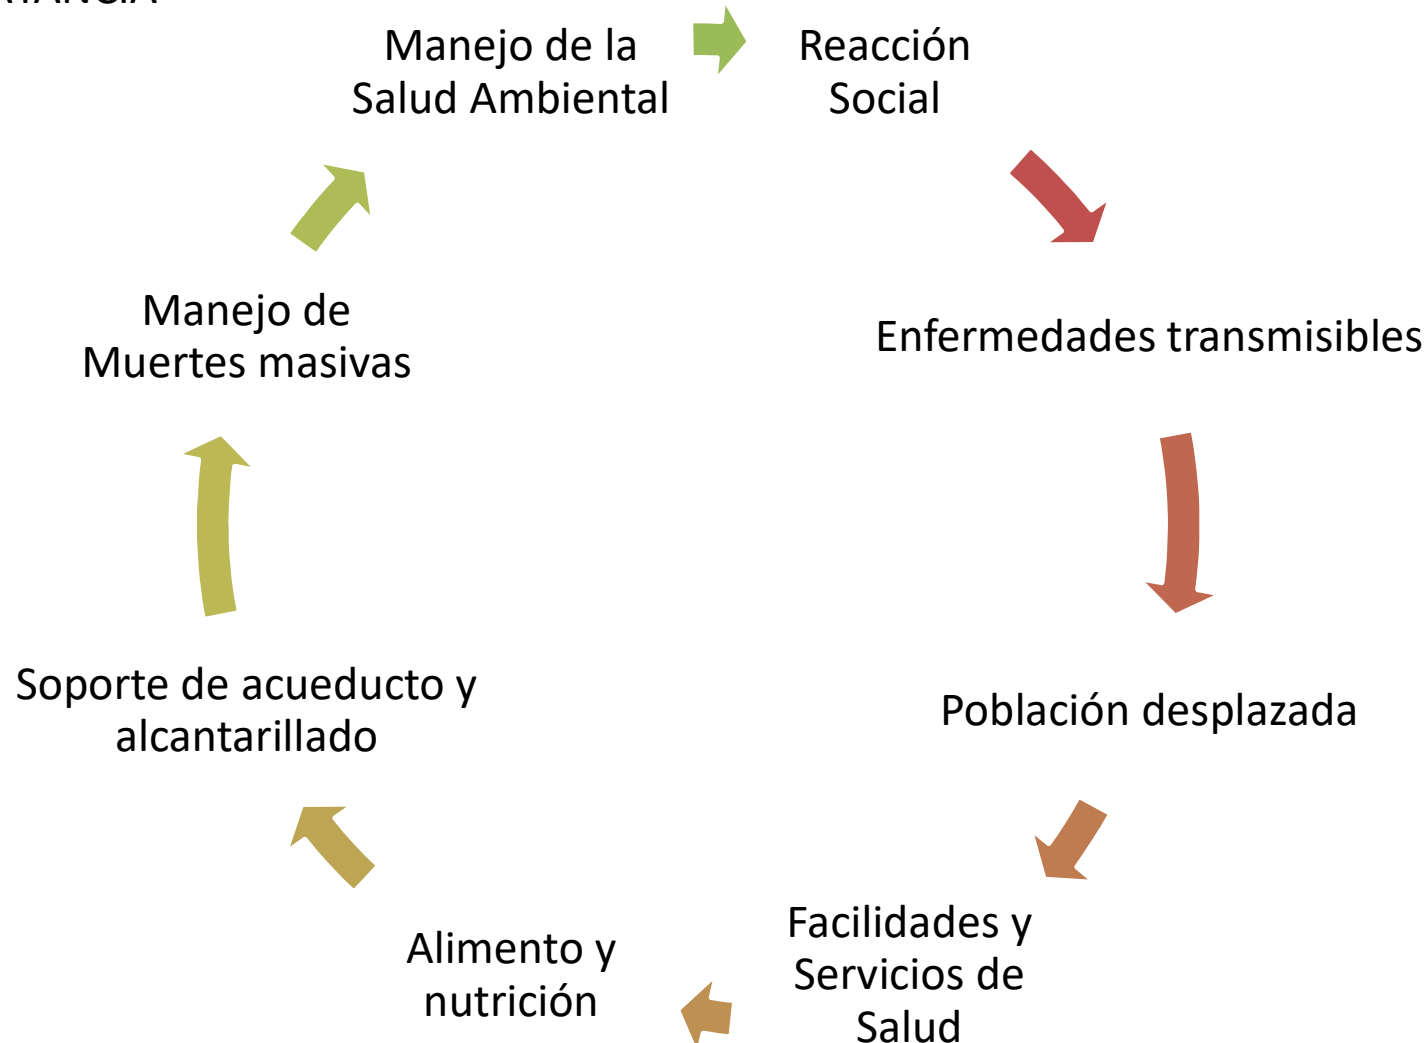 Manejo de la
Salud Ambiental
Reacción
Social
Enfermedades transmisibles
Población desplazada
Facilidades y
Servicios de
Salud
Alimento y
nutrición
Soporte de acueducto y
alcantarillado
Manejo de
Muertes masivas